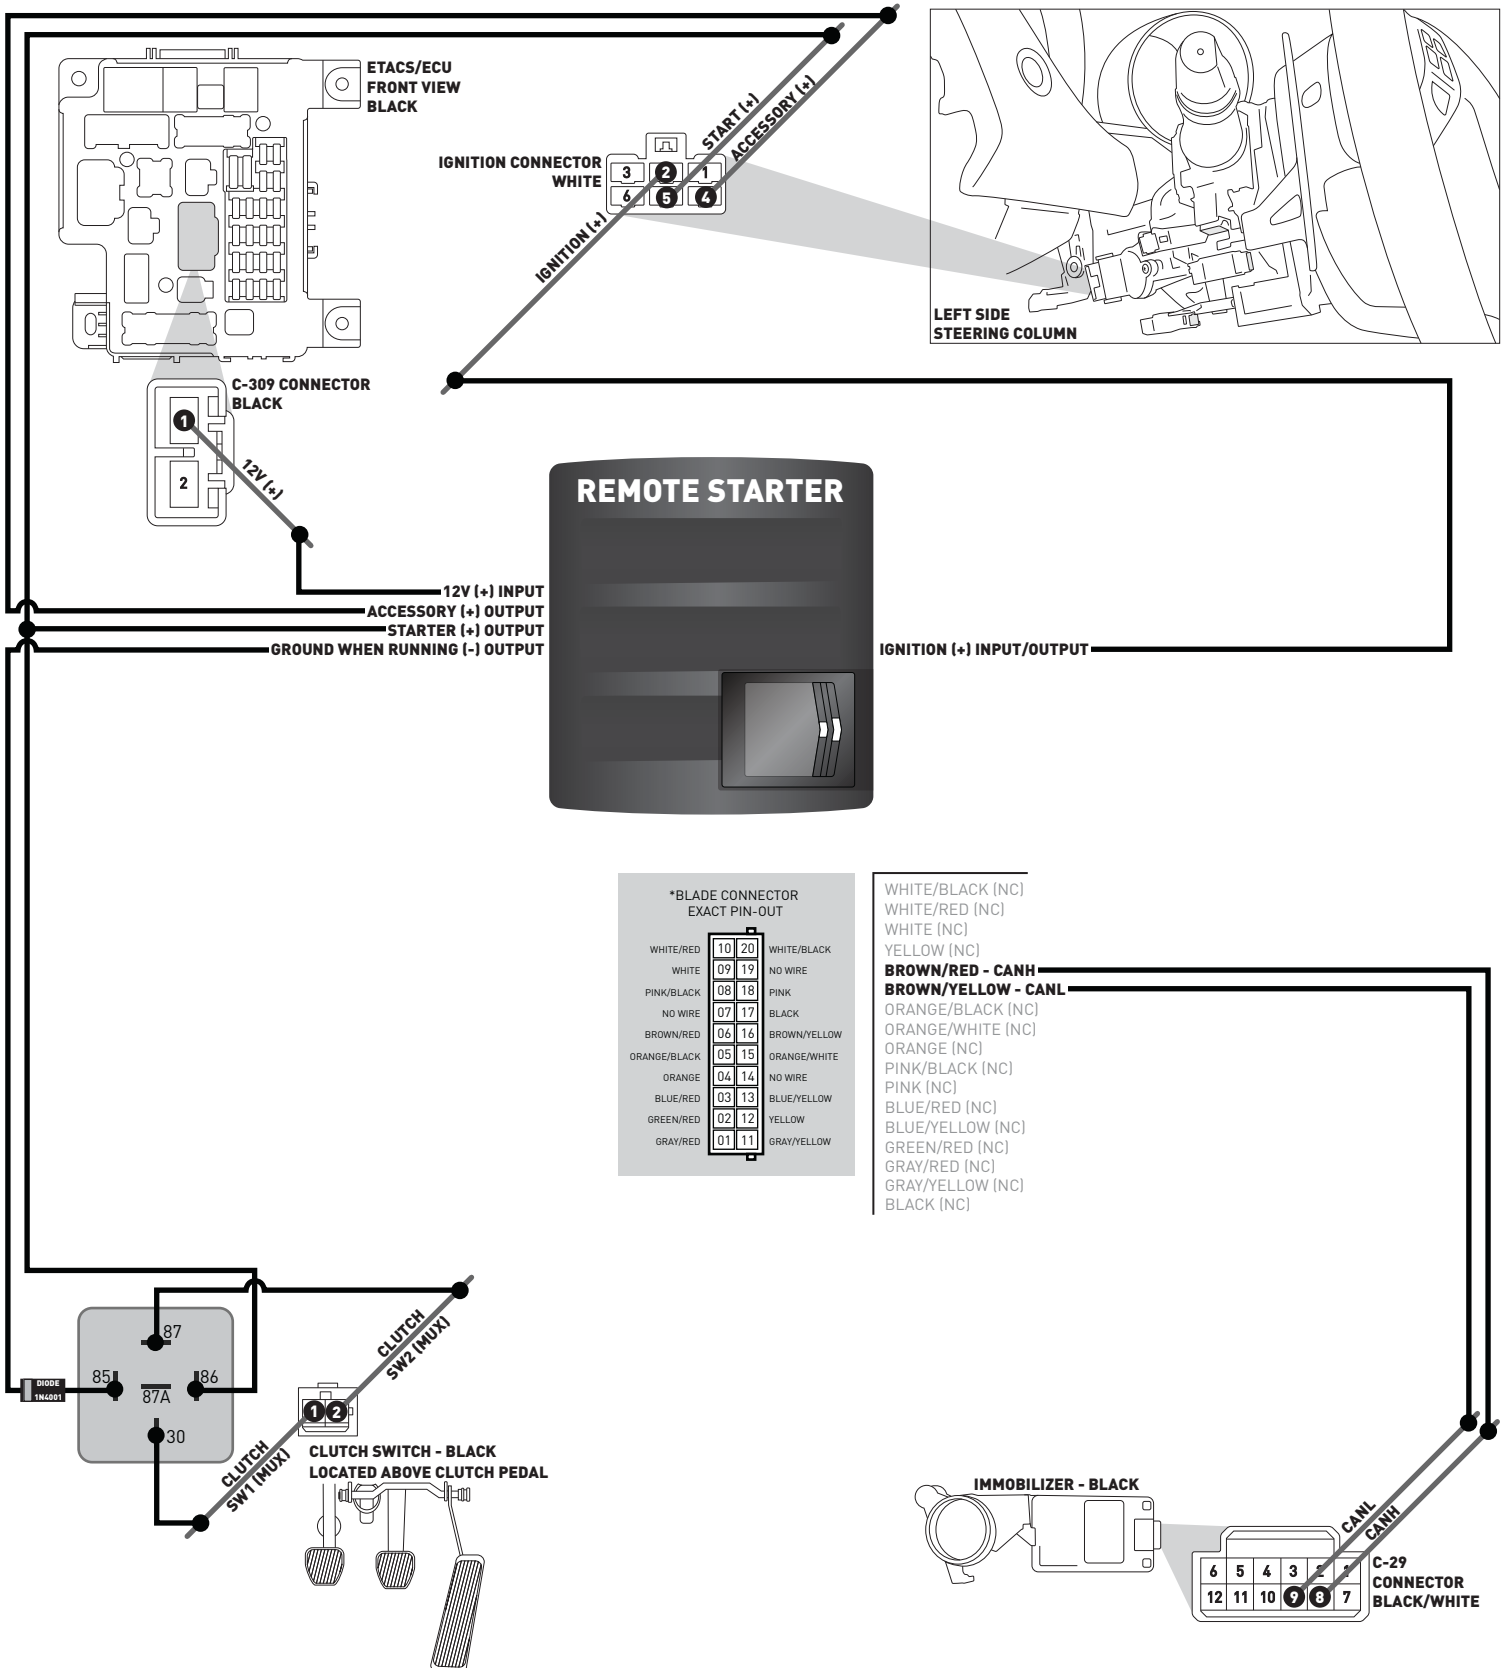 ETACS/ECU
FRONT VIEW
BLACK
START (+)
ACCESSORY (+)
IGNITION CONNECTOR
WHITE
3 2 1
6 5 4
IGNITION (+)
LEFT SIDE
STEERING COLUMN
C-309 CONNECTOR
BLACK
1
2
12V (+)
REMOTE STARTER
12V (+) INPUT
ACCESSORY (+) OUTPUT
STARTER (+) OUTPUT
GROUND WHEN RUNNING (-) OUTPUT
IGNITION (+) INPUT/OUTPUT
*BLADE CONNECTOR
EXACT PIN-OUT
WHITE/RED 10 20 WHITE/BLACK
WHITE 09 19 NO WIRE
PINK/BLACK 08 18 PINK
NO WIRE 07 17 BLACK
BROWN/RED 06 16 BROWN/YELLOW
ORANGE/BLACK 05 15 ORANGE/WHITE
ORANGE 04 14 NO WIRE
BLUE/RED 03 13 BLUE/YELLOW
GREEN/RED 02 12 YELLOW
GRAY/RED 01 11 GRAY/YELLOW
WHITE/BLACK (NC)
WHITE/RED (NC)
WHITE (NC)
YELLOW (NC)
BROWN/RED - CANH
BROWN/YELLOW - CANL
ORANGE/BLACK (NC)
ORANGE/WHITE (NC)
ORANGE (NC)
PINK/BLACK (NC)
PINK (NC)
BLUE/RED (NC)
BLUE/YELLOW (NC)
GREEN/RED (NC)
GRAY/RED (NC)
GRAY/YELLOW (NC)
BLACK (NC)
87
85
86
87A
30
DIODE
1N4001
CLUTCH
SW2 (MUX)
1 2
CLUTCH
SW1 (MUX)
CLUTCH SWITCH - BLACK
LOCATED ABOVE CLUTCH PEDAL
IMMOBILIZER - BLACK
CANL
CANH
6 5 4 3 2 1
12 11 10 9 8 7
C-29
CONNECTOR
BLACK/WHITE